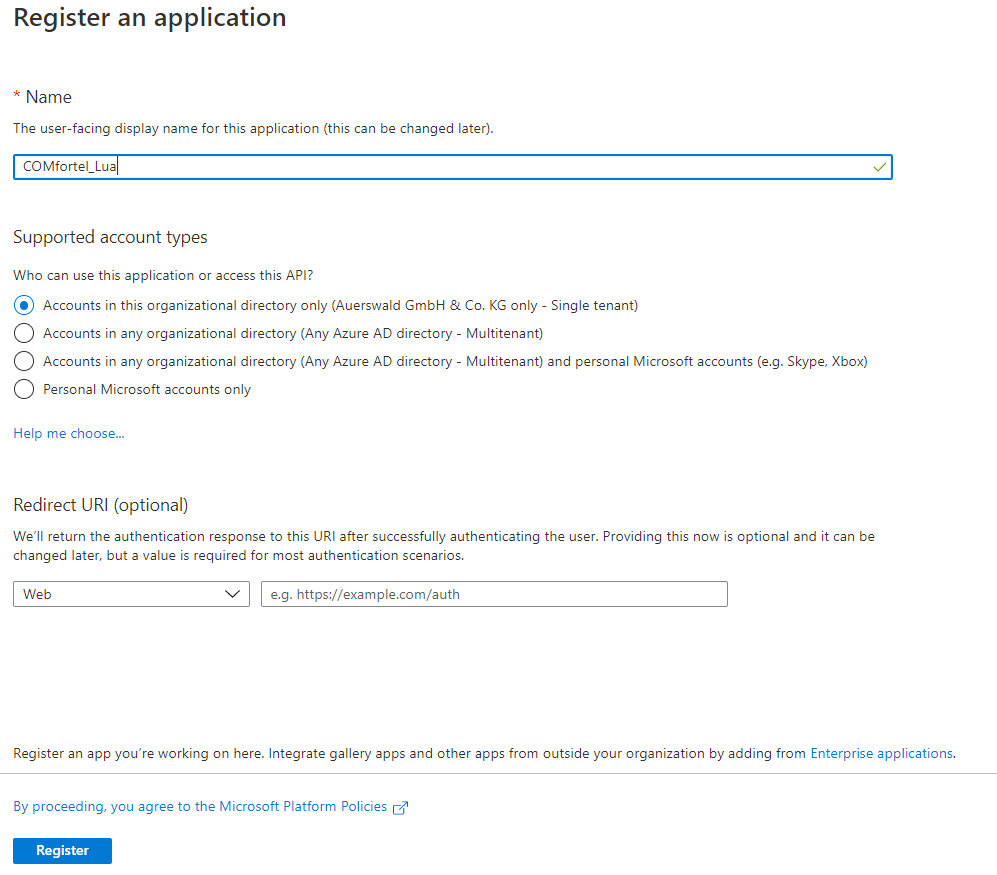 Register an application
* Name
The user-facing display name for this application (this can be changed later).
COMfortel_Lua
Supported account types
Who can use this application or access this API?
Accounts in this organizational directory only (Auerswald GmbH & Co. KG only - Single tenant)
Accounts in any organizational directory (Any Azure AD directory - Multitenant)
Accounts in any organizational directory (Any Azure AD directory - Multitenant) and personal Microsoft accounts (e.g. Skype, Xbox)
Personal Microsoft accounts only
Help me choose...
Redirect URI (optional)
We'll return the authentication response to this URI after successfully authenticating the user. Providing this now is optional and it can be
changed later, but a value is required for most authentication scenarios.
Web
e.g. https://example.com/auth
Register an app you're working on here. Integrate gallery apps and other apps from outside your organization by adding from Enterprise applications.
By proceeding, you agree to the Microsoft Platform Policies
Register